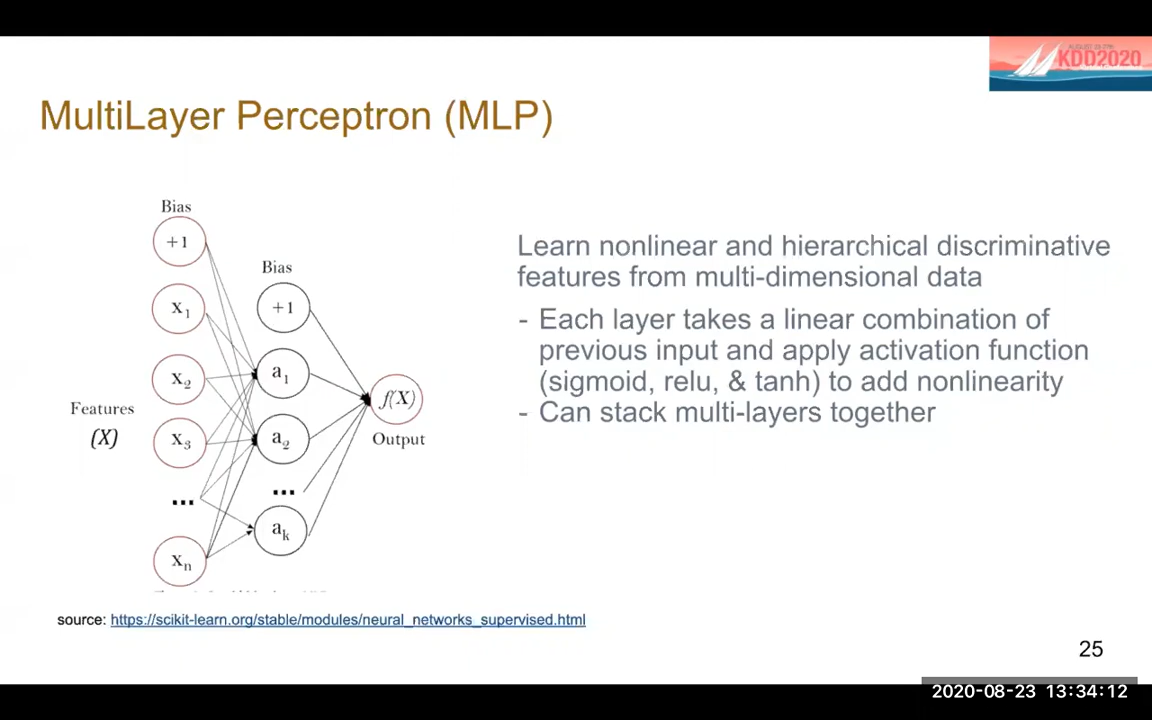 KDD2020
MultiLayer Perceptron (MLP)
Bias
+1
x1
x2
x3
...
xn
Features
(X)
Bias
+1
a1
a2
...
ak
f(X)
Output
Learn nonlinear and hierarchical discriminative
features from multi-dimensional data
- Each layer takes a linear combination of
previous input and apply activation function
(sigmoid, relu, & tanh) to add nonlinearity
- Can stack multi-layers together
source: https://scikit-learn.org/stable/modules/neural_networks_supervised.html
25
2020-08-23 13:34:12